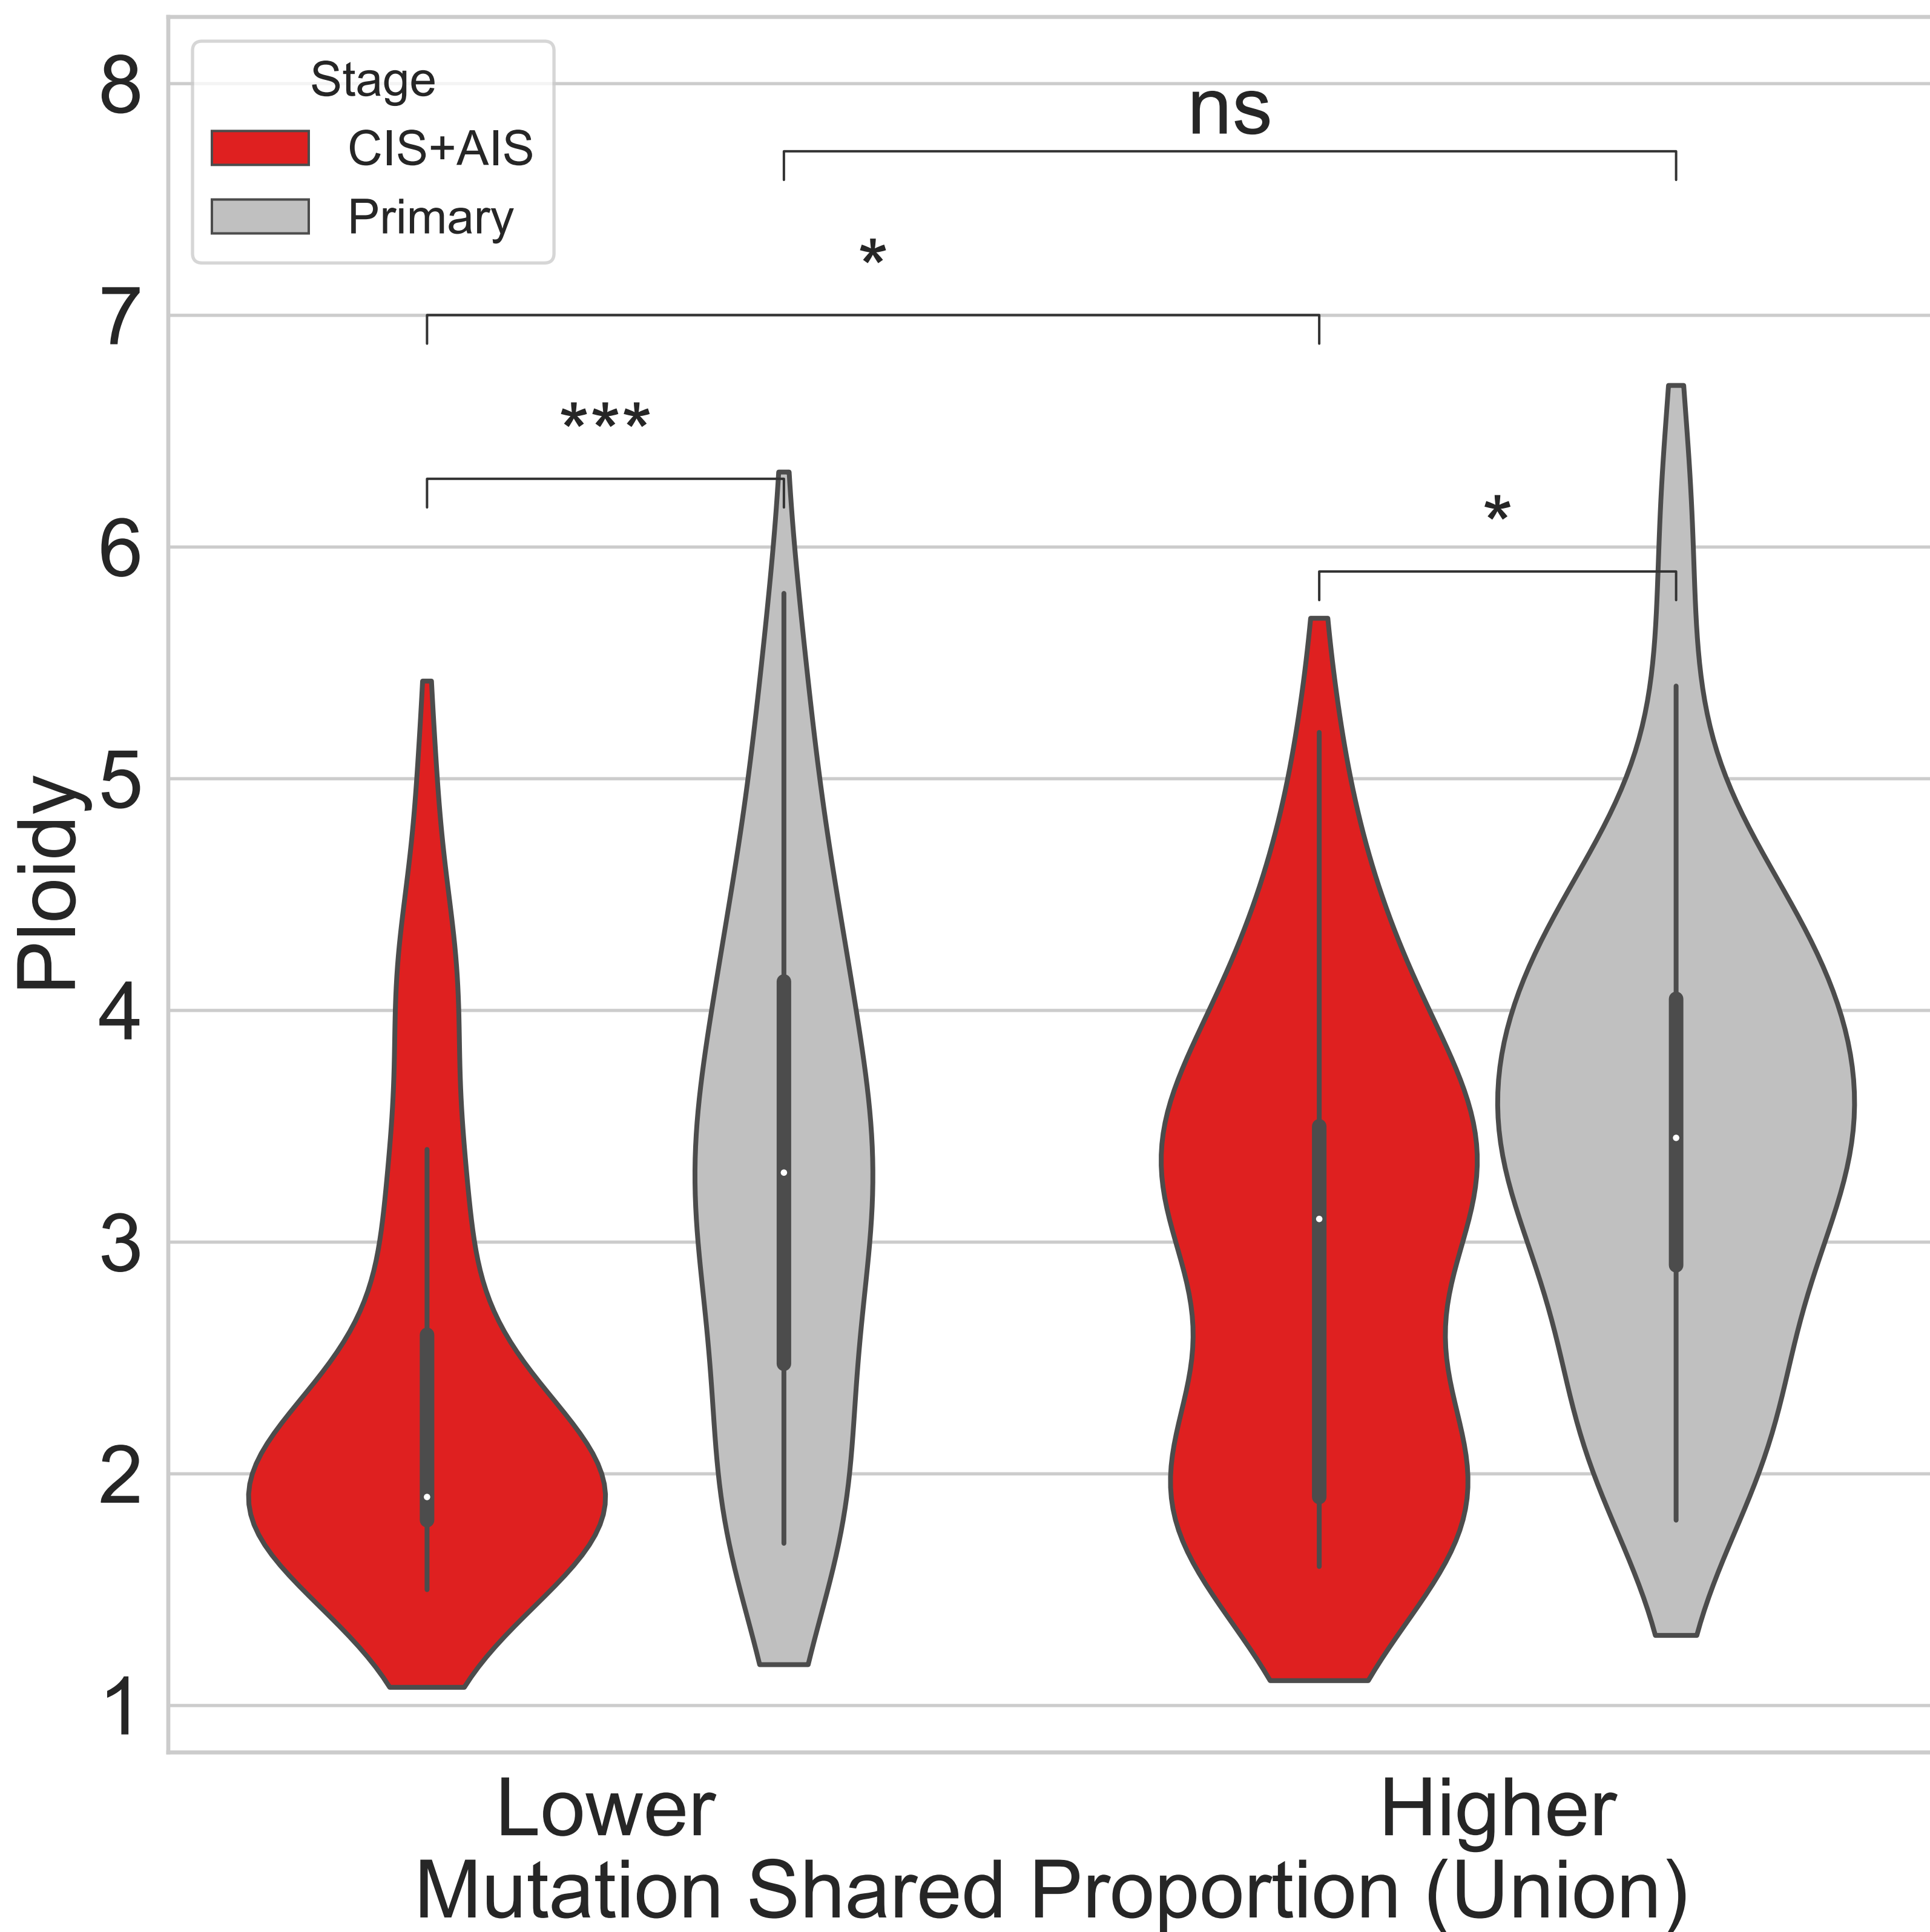 Stage
CIS+AIS
Primary
ns
*
***
*
8
7
6
5
4
3
2
1
Ploidy
Lower
Higher
Mutation Shared Proportion (Union)